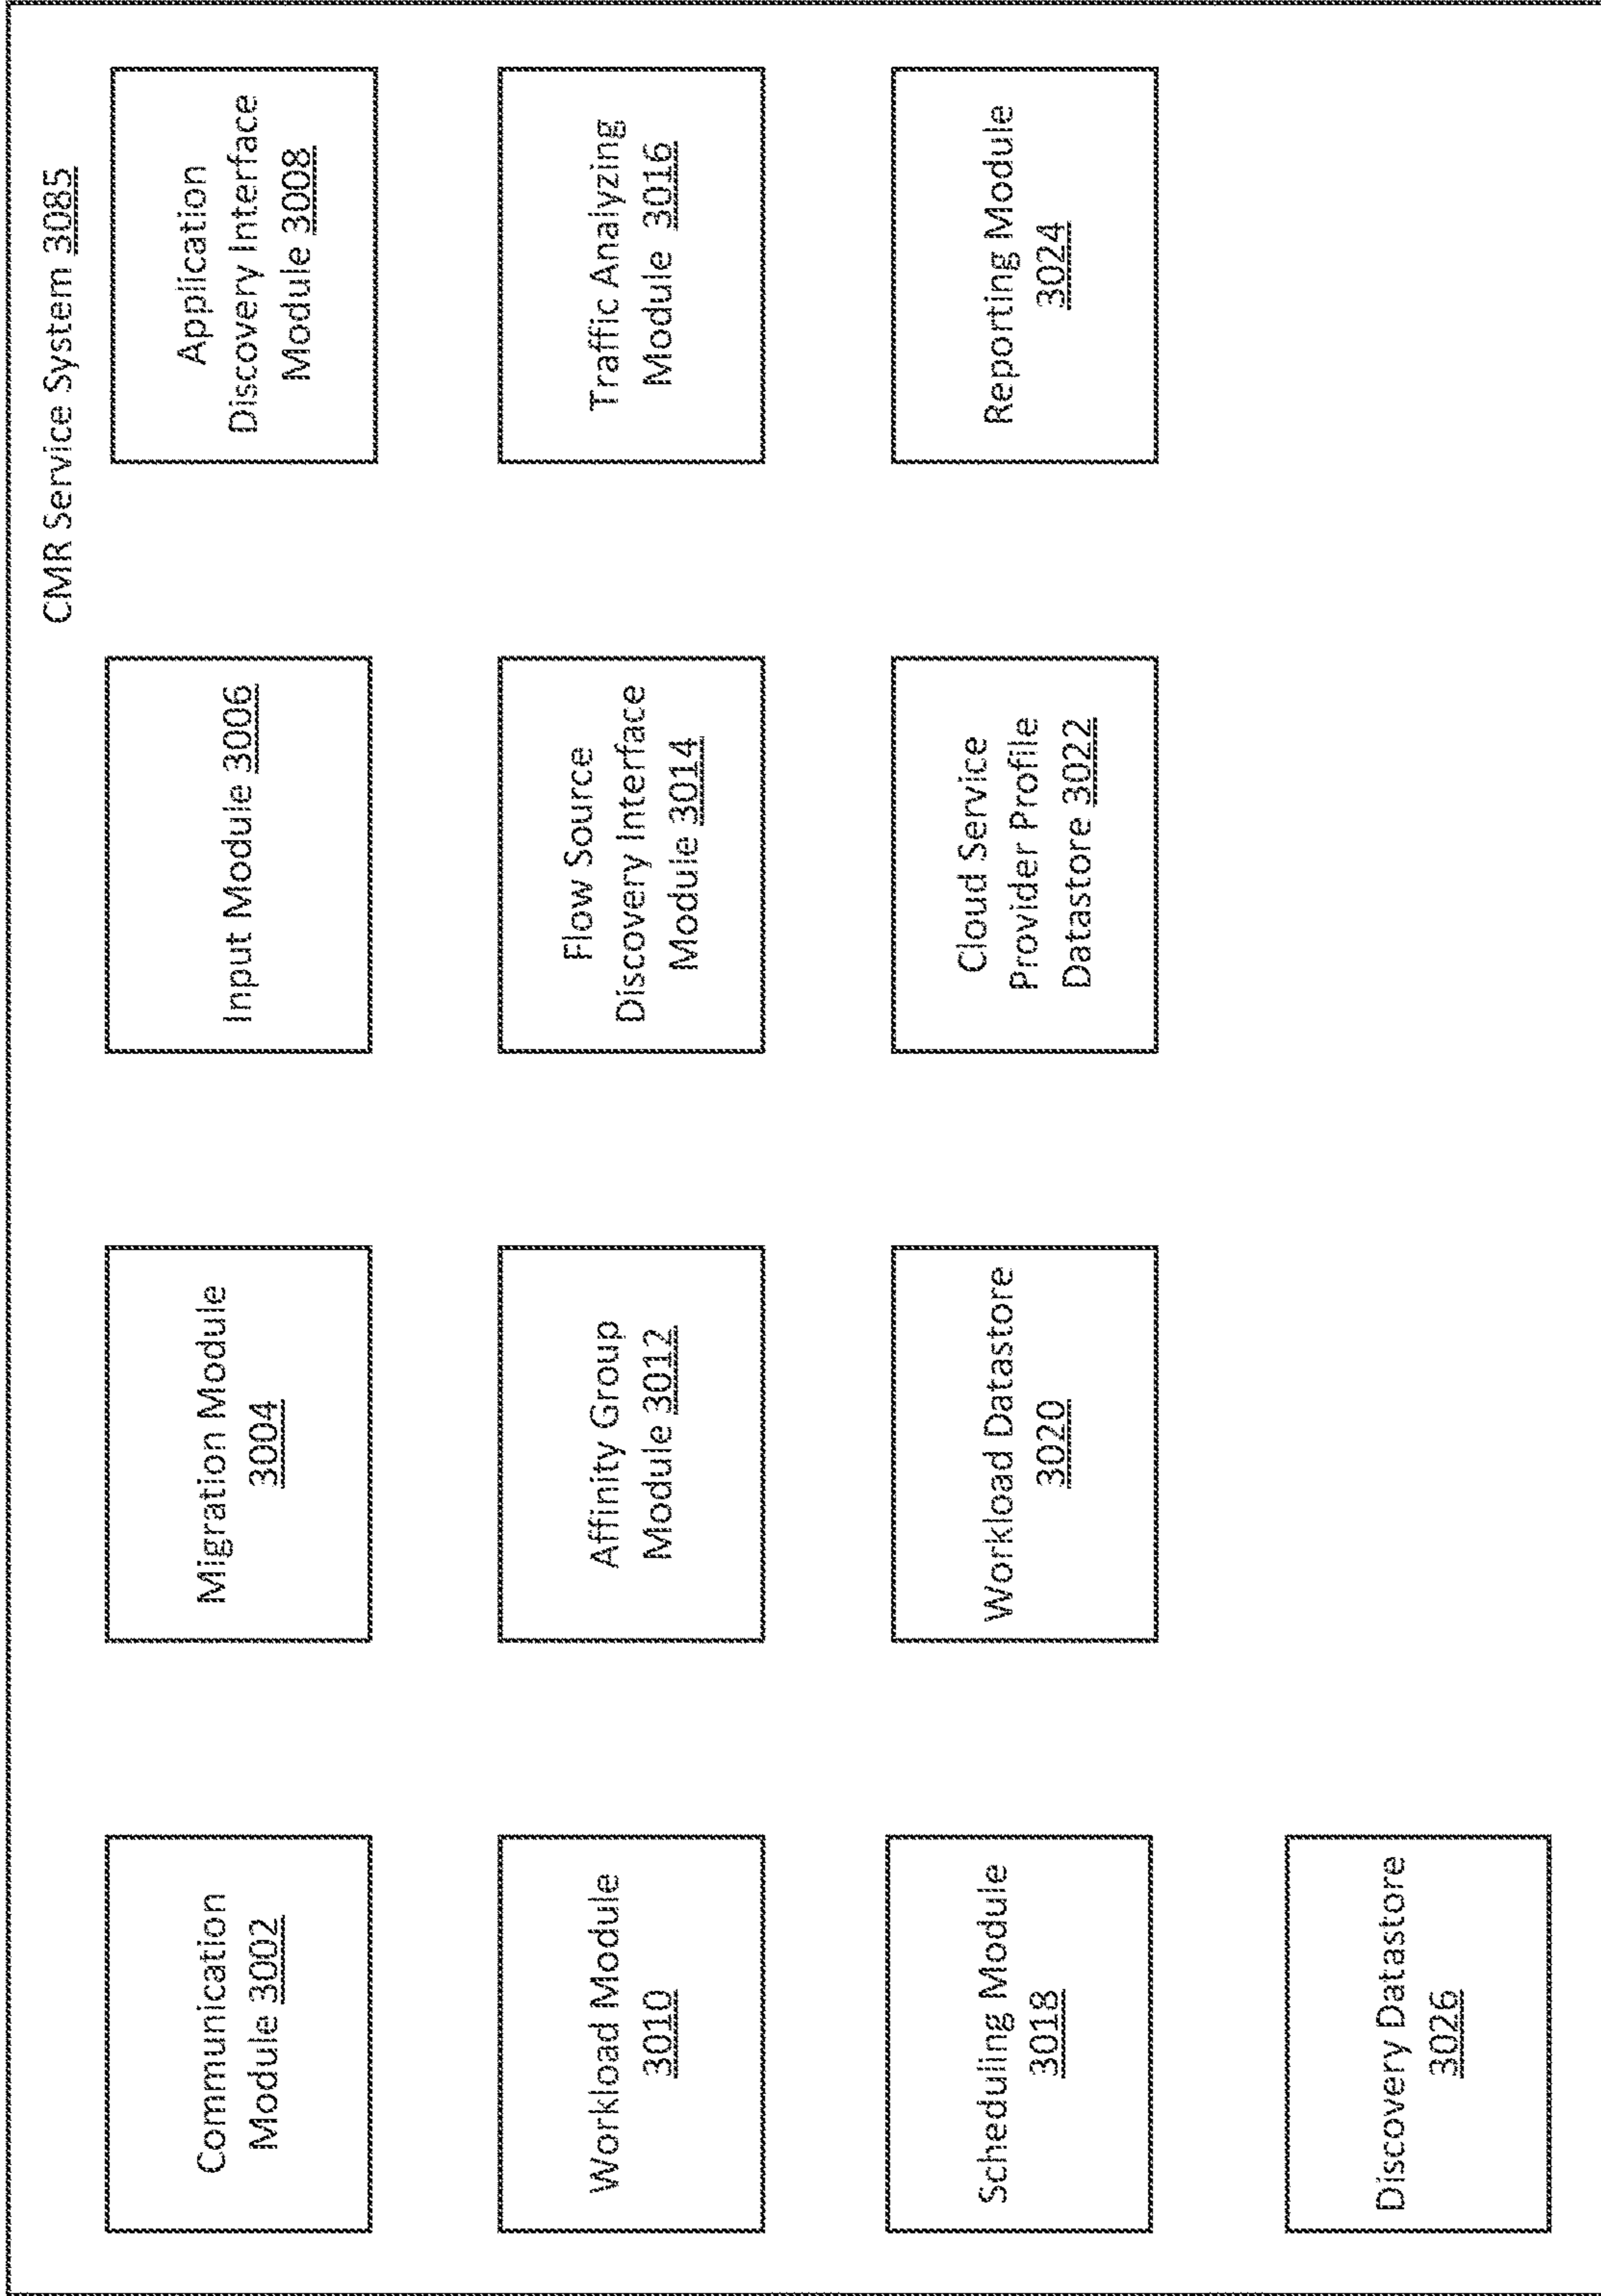 CMR Service System 3085
Communication
Module 3002
Migration Module
3004
Input Module 3006
Application
Discovery Interface
Module 3008
Workload Module
3010
Affinity Group
Module 3012
Flow Source
Discovery Interface
Module 3014
Traffic Analyzing
Module 3016
Scheduling Module
3018
Workload Datastore
3020
Cloud Service
Provider Profile
Datastore 3022
Reporting Module
3024
Discovery Datastore
3026